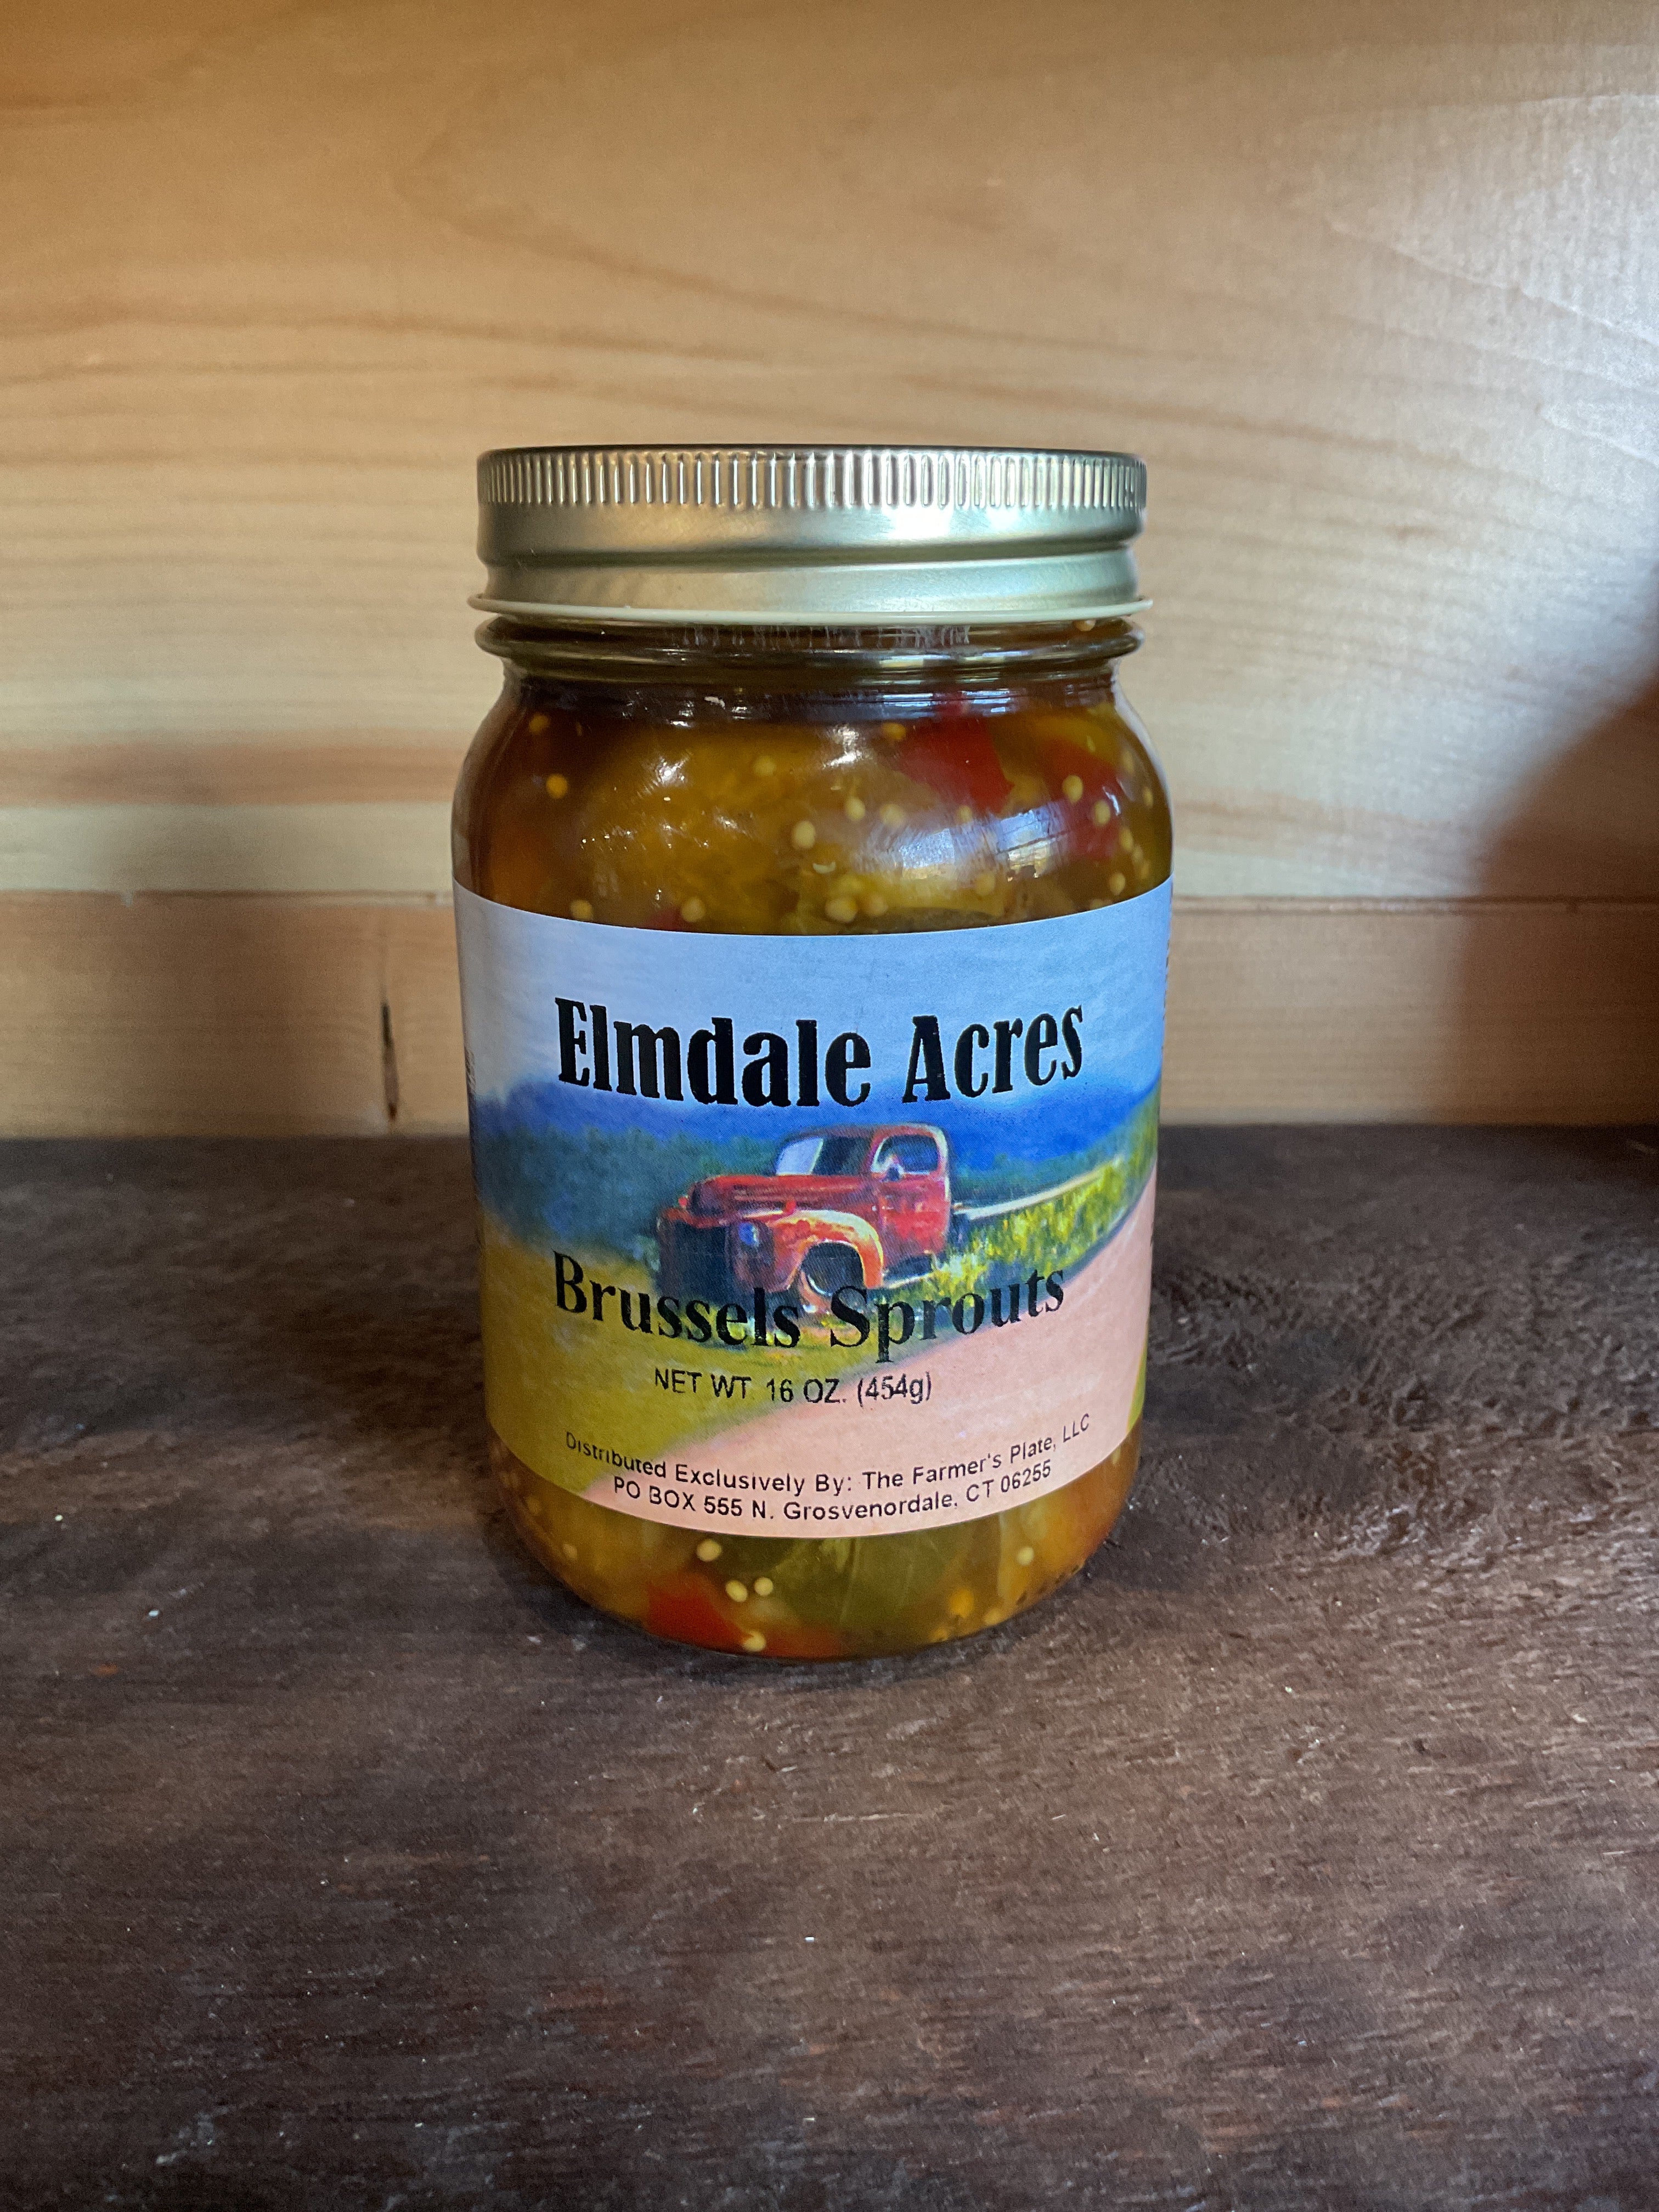 Elmdale Acres
Brussels Sprouts
NET WT. 16 OZ. (454g)
Distributed Exclusively By: The Farmer's Plate, LLC
PO BOX 555 N. Grosvenordale, CT 06255